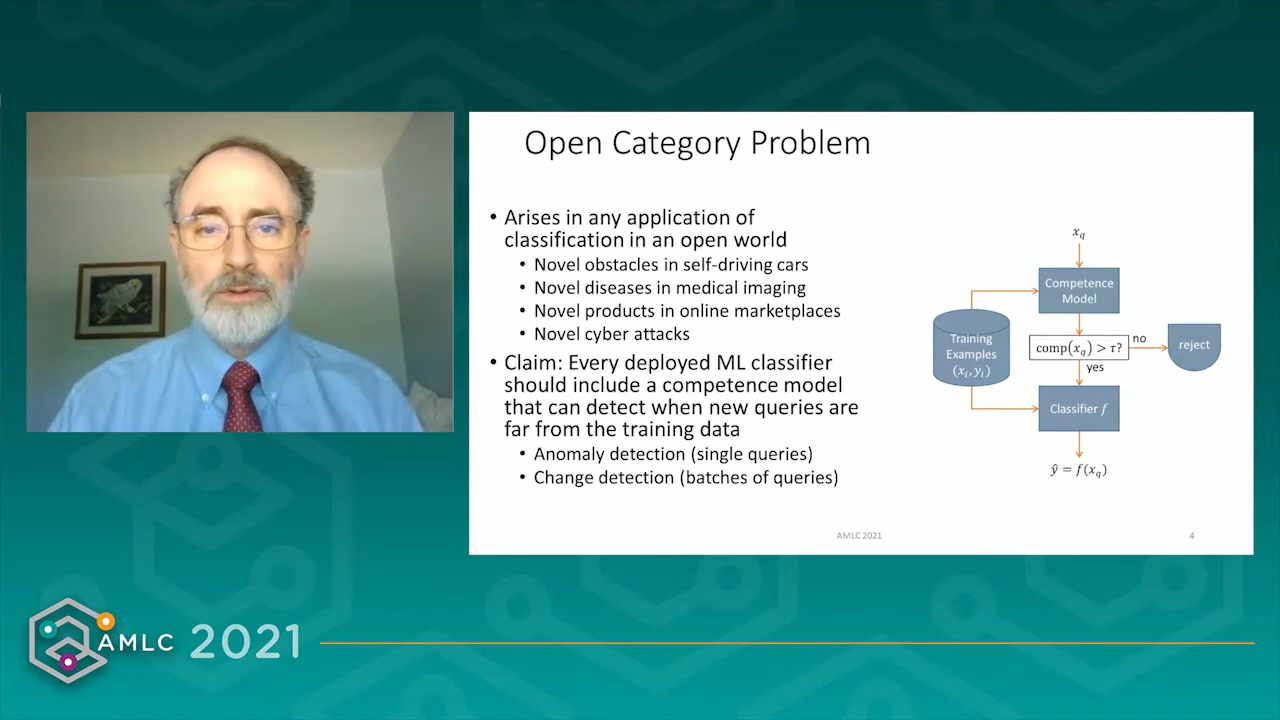 Open Category Problem
• Arises in any application of
classification in an open world
• Novel obstacles in self-driving cars
• Novel diseases in medical imaging
• Novel products in online marketplaces
• Novel cyber attacks
• Claim: Every deployed ML classifier
should include a competence model
that can detect when new queries are
far from the training data
• Anomaly detection (single queries)
• Change detection (batches of queries)
x_q
Competence
Model
Training
Examples
(x_i, y_i)
comp(x_q) > τ?
no
reject
yes
Classifier f
ŷ = f(x_q)
AMLC 2021
4
AMLC 2021